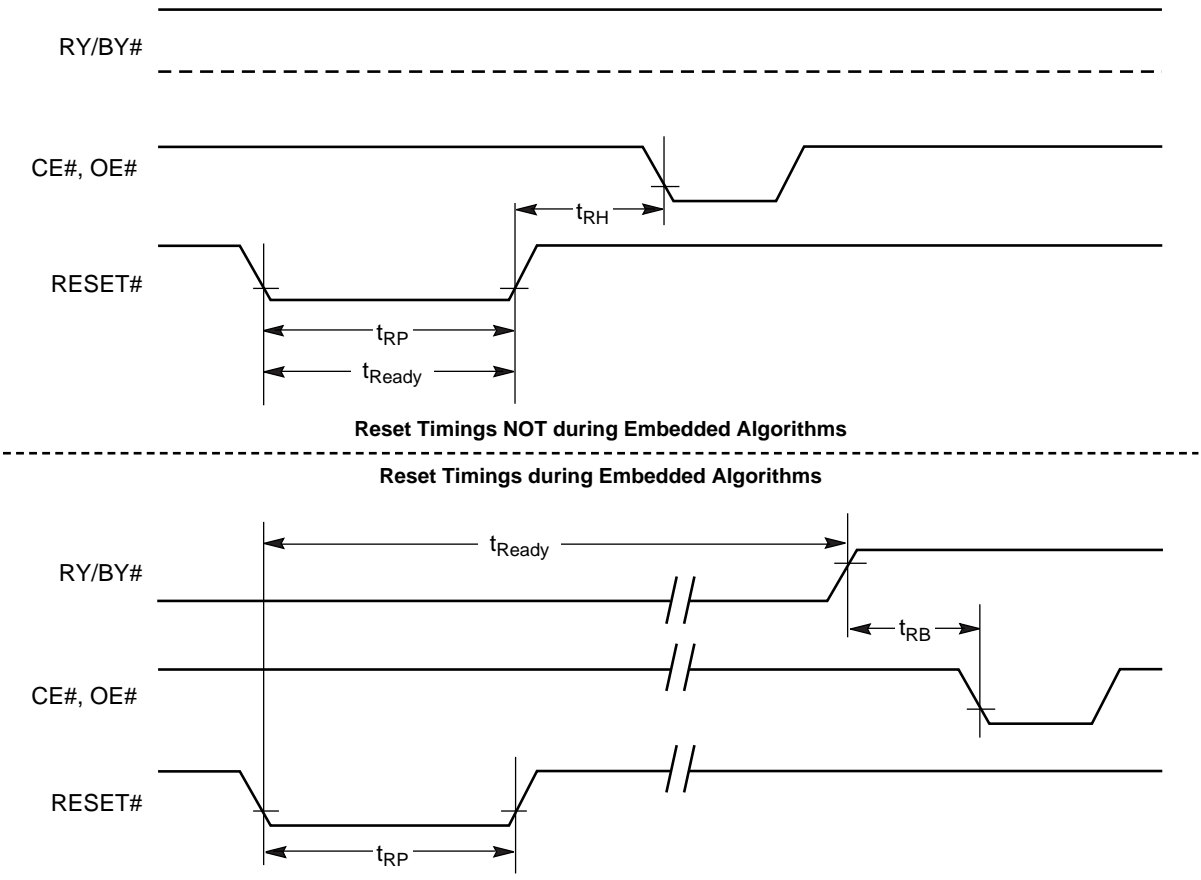 RY/BY#
CE#, OE#
tRH
RESET#
tRP
tReady
Reset Timings NOT during Embedded Algorithms
Reset Timings during Embedded Algorithms
tReady
RY/BY#
tRB
CE#, OE#
RESET#
tRP